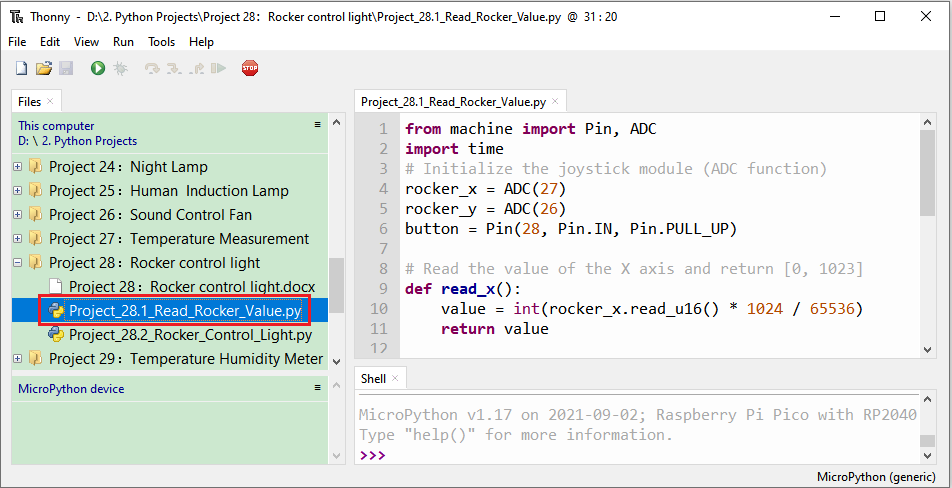 Thonny - D:\2. Python Projects\Project 28：Rocker control light\Project_28.1_Read_Rocker_Value.py @ 31 : 20
File Edit View Run Tools Help
STOP
Files
This computer
D: \ 2. Python Projects
Project 24：Night Lamp
Project 25：Human Induction Lamp
Project 26：Sound Control Fan
Project 27：Temperature Measurement
Project 28：Rocker control light
Project 28：Rocker control light.docx
Project_28.1_Read_Rocker_Value.py
Project_28.2_Rocker_Control_Light.py
Project 29：Temperature Humidity Meter
MicroPython device
Project_28.1_Read_Rocker_Value.py
1 from machine import Pin, ADC
2 import time
3 # Initialize the joystick module (ADC function)
4 rocker_x = ADC(27)
5 rocker_y = ADC(26)
6 button = Pin(28, Pin.IN, Pin.PULL_UP)
7
8 # Read the value of the X axis and return [0, 1023]
9 def read_x():
10 value = int(rocker_x.read_u16() * 1024 / 65536)
11 return value
12
Shell
MicroPython v1.17 on 2021-09-02; Raspberry Pi Pico with RP2040
Type "help()" for more information.
>>>
MicroPython (generic)